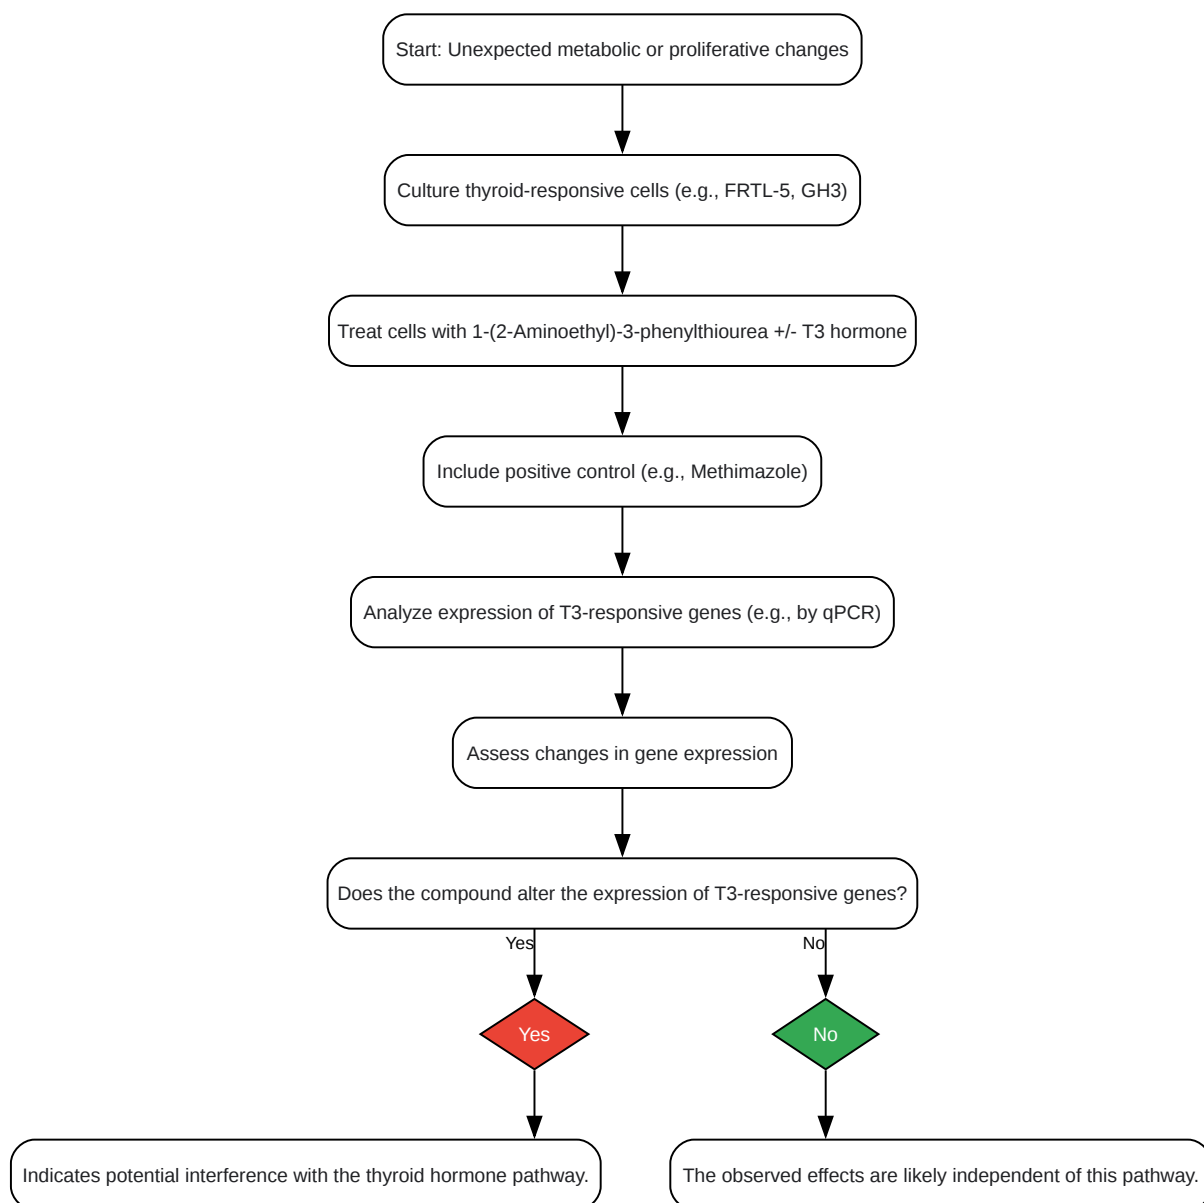 Start: Unexpected metabolic or proliferative changes
Culture thyroid-responsive cells (e.g., FRTL-5, GH3)
Treat cells with 1-(2-Aminoethyl)-3-phenylthiourea +/- T3 hormone
Include positive control (e.g., Methimazole)
Analyze expression of T3-responsive genes (e.g., by qPCR)
Assess changes in gene expression
Does the compound alter the expression of T3-responsive genes?
Yes
No
Yes
No
Indicates potential interference with the thyroid hormone pathway.
The observed effects are likely independent of this pathway.